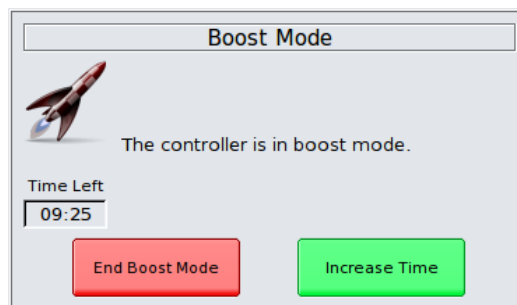 Boost Mode
The controller is in boost mode.
Time Left
09:25
End Boost Mode
Increase Time